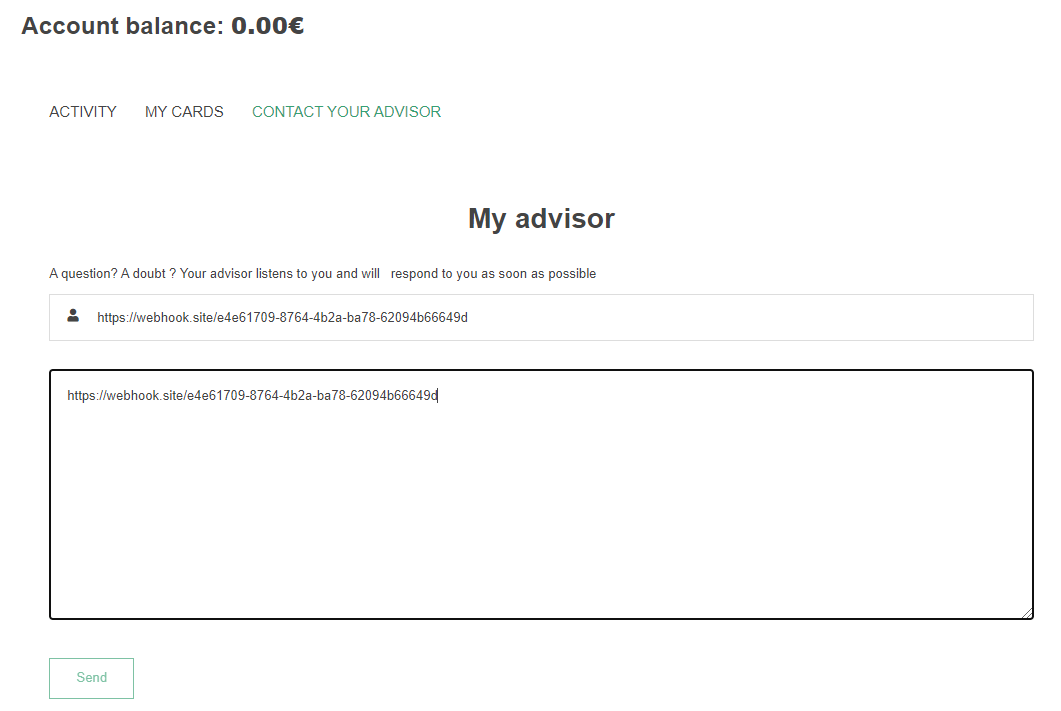 Account balance: 0.00€
ACTIVITY MY CARDS CONTACT YOUR ADVISOR
My advisor
A question? A doubt ? Your advisor listens to you and will respond to you as soon as possible
https://webhook.site/e4e61709-8764-4b2a-ba78-62094b66649d
https://webhook.site/e4e61709-8764-4b2a-ba78-62094b66649d
Send